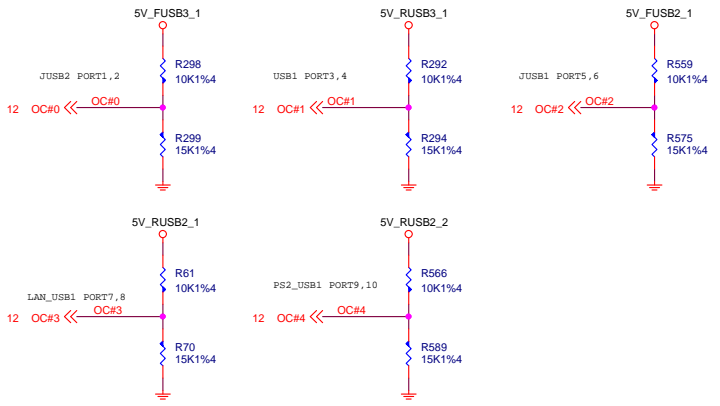 5V_FUSB3_1
R298
10K1%4
JUSB2 PORT1,2
12 OC#0 OC#0
R299
15K1%4
5V_RUSB3_1
R292
10K1%4
USB1 PORT3,4
12 OC#1 OC#1
R294
15K1%4
5V_FUSB2_1
R559
10K1%4
JUSB1 PORT5,6
12 OC#2 OC#2
R575
15K1%4
5V_RUSB2_1
R61
10K1%4
LAN_USB1 PORT7,8
12 OC#3 OC#3
R70
15K1%4
5V_RUSB2_2
R566
10K1%4
PS2_USB1 PORT9,10
12 OC#4 OC#4
R589
15K1%4